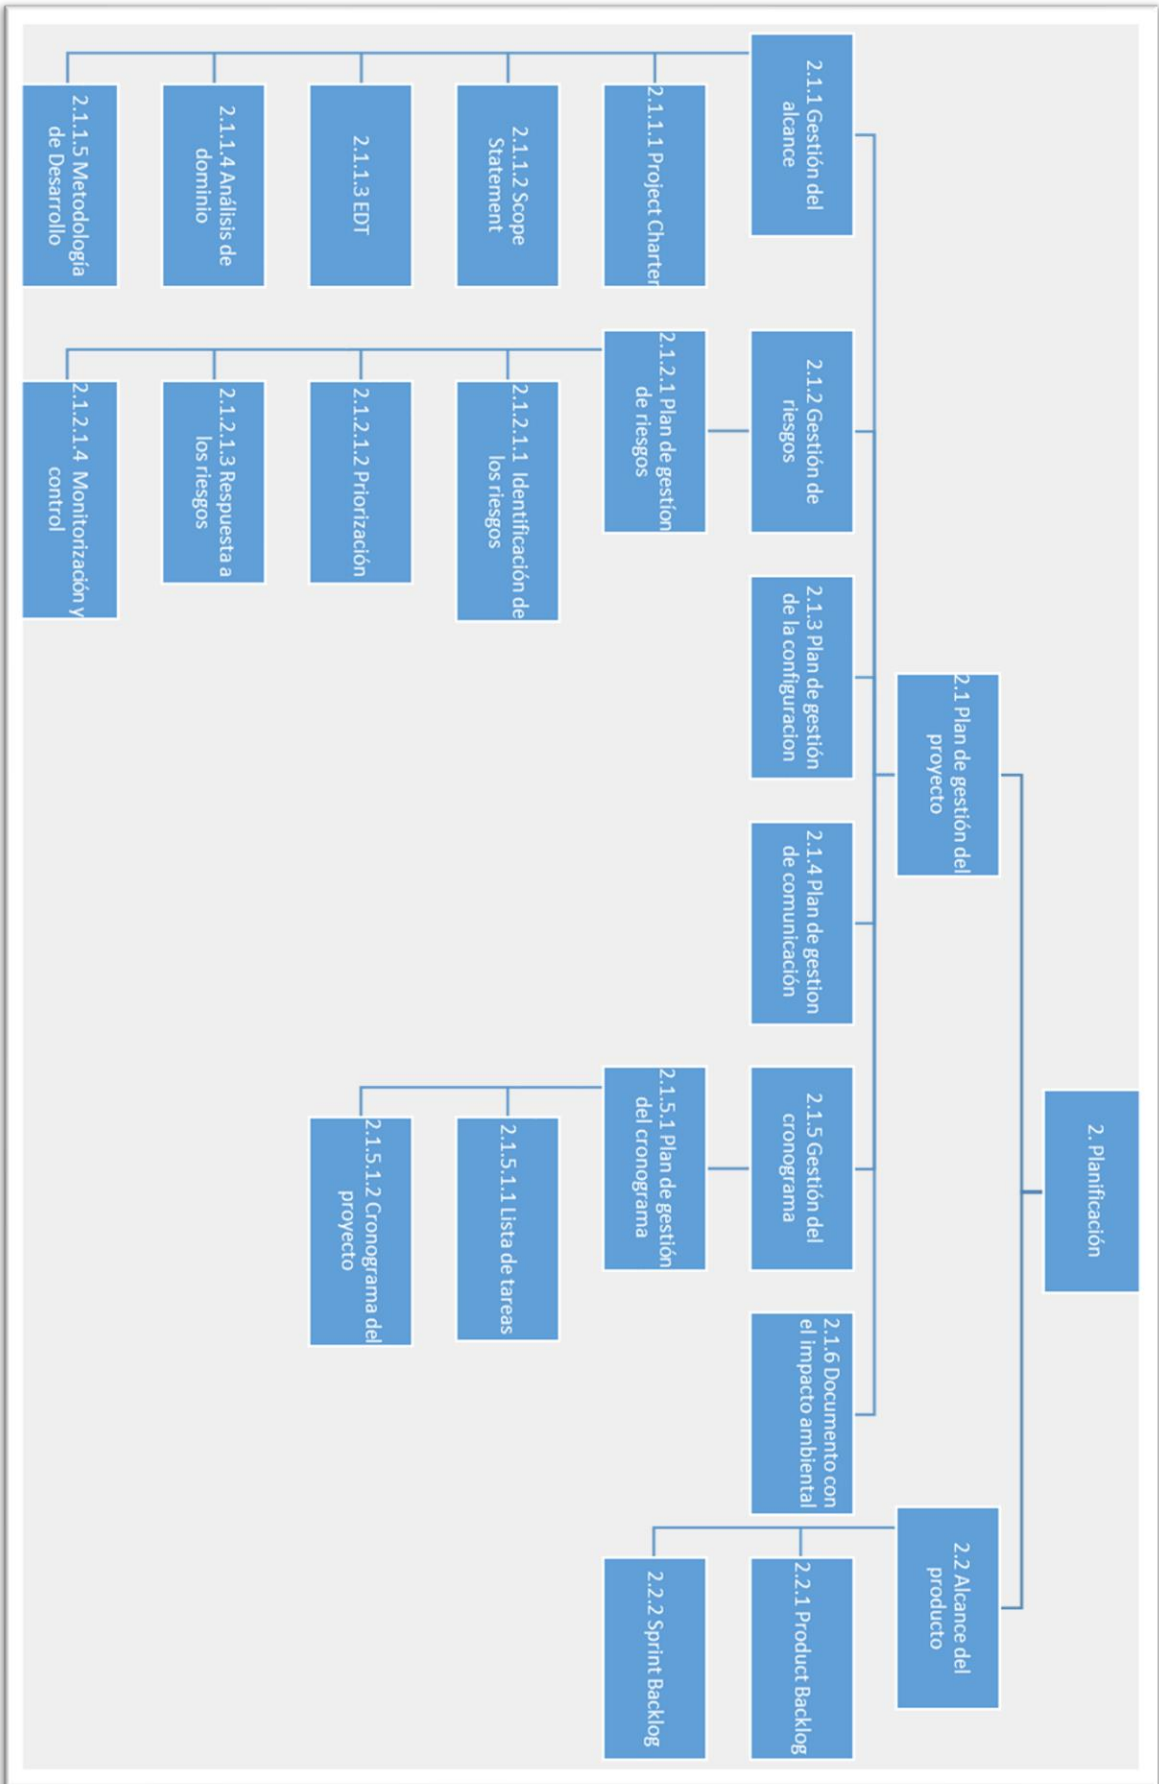 2. Planificación
2.1 Plan de gestión del
proyecto
2.2 Alcance del
producto
2.1.1 Gestión del
alcance
2.1.2 Gestión de
riesgos
2.1.3 Plan de gestión
de la configuracion
2.1.4 Plan de gestion
de comunicación
2.1.5 Gestión del
cronograma
2.1.6 Documento con
el impacto ambiental
2.2.1 Product Backlog
2.1.1.1 Project Charter
2.1.2.1 Plan de gestíon
de riesgos
2.1.5.1 Plan de gestión
del cronograma
2.2.2 Sprint Backlog
2.1.1.2 Scope
Statement
2.1.2.1.1 Identificación de
los riesgos
2.1.5.1.1 Lista de tareas
2.1.1.3 EDT
2.1.2.1.2 Priorización
2.1.5.1.2 Cronograma del
proyecto
2.1.1.4 Análisis de
dominio
2.1.2.1.3 Respuesta a
los riesgos
2.1.1.5 Metodología
de Desarrollo
2.1.2.1.4 Monitorización y
control